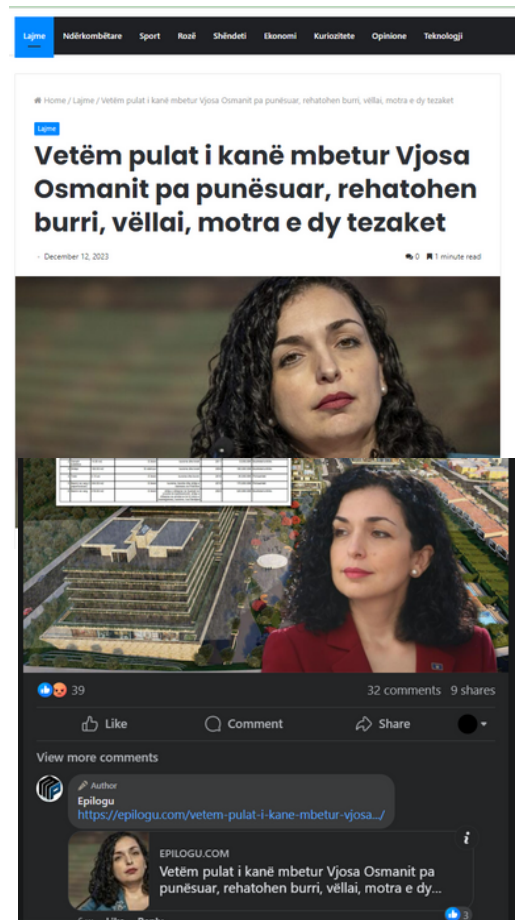 Lajme Ndërkombëtare Sport Rozë Shëndeti Ekonomi Kuriozitete Opinione Teknologji
Home / Lajme / Vetëm pulat i kanë mbetur Vjosa Osmanit pa punësuar, rehatohen burri, vëllai, motra e dy tezaket
Lajme
Vetëm pulat i kanë mbetur Vjosa
Osmanit pa punësuar, rehatohen
burri, vëllai, motra e dy tezaket
- December 12, 2023 0 1 minute read
39 32 comments 9 shares
Like Comment Share
View more comments
Author
Epilogu
https://epilogu.com/vetem-pulat-i-kane-mbetur-vjosa.../
EPILOGU.COM
Vetëm pulat i kanë mbetur Vjosa Osmanit pa
punësuar, rehatohen burri, vëllai, motra e dy...
3